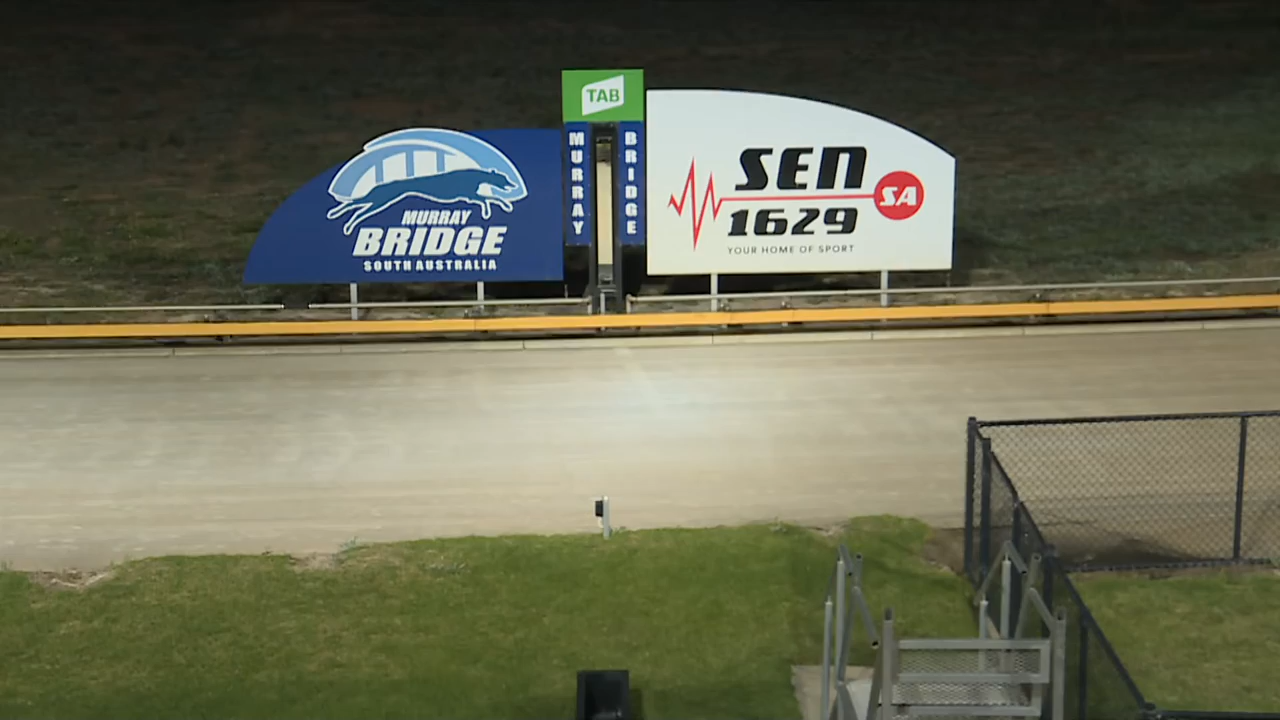 TAB
MURRAY
BRIDGE
MURRAY
BRIDGE
SOUTH AUSTRALIA
SEN
SA
1629
YOUR HOME OF SPORT